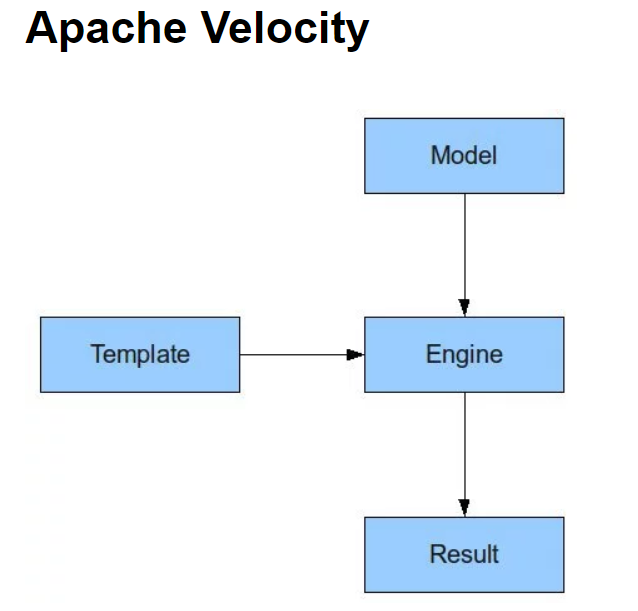 Apache Velocity
Model
Template
Engine
Result